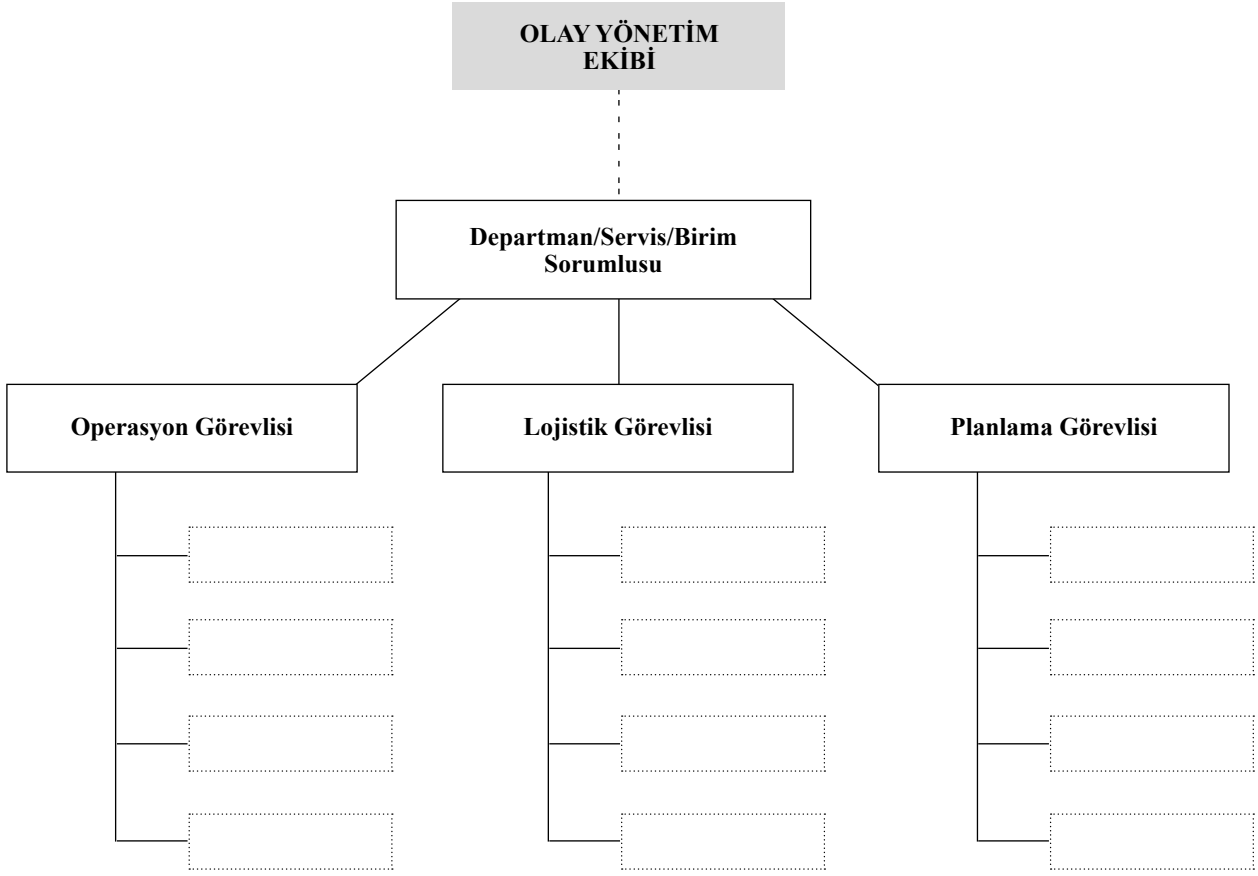 OLAY YÖNETİM
EKİBİ
Departman/Servis/Birim
Sorumlusu
Operasyon Görevlisi
Lojistik Görevlisi
Planlama Görevlisi